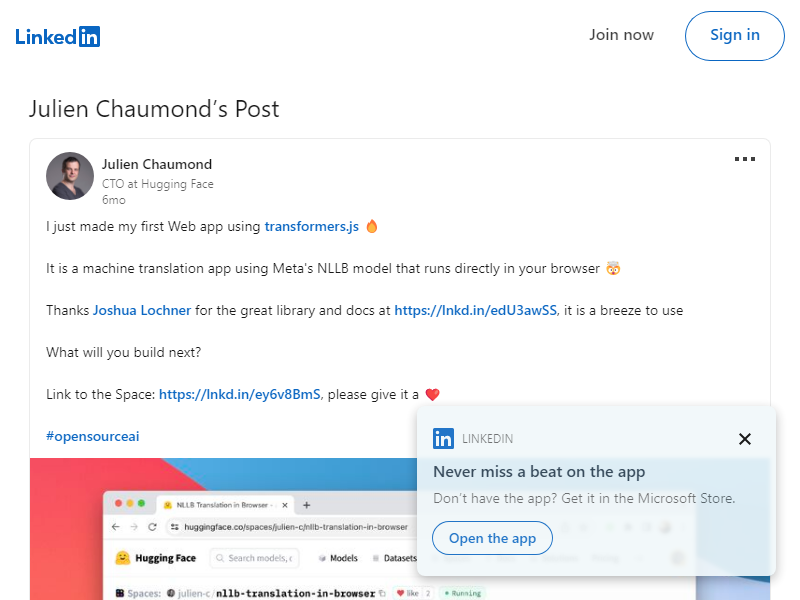 LinkedIn
Join now
Sign in
Julien Chaumond's Post
Julien Chaumond
CTO at Hugging Face
6mo
I just made my first Web app using transformers.js 🔥
It is a machine translation app using Meta's NLLB model that runs directly in your browser 🤯
Thanks Joshua Lochner for the great library and docs at https://lnkd.in/edU3awSS, it is a breeze to use
What will you build next?
Link to the Space: https://lnkd.in/ey6v8BmS, please give it a ❤️
#opensourceai
LINKEDIN
Never miss a beat on the app
Don't have the app? Get it in the Microsoft Store.
Open the app
NLLB Translation in Browser - 
huggingface.co/spaces/julien-c/nllb-translation-in-browser
Hugging Face
Search models, 
Models
Datasets
Spaces: julien-c/nllb-translation-in-browser
like 2
Running